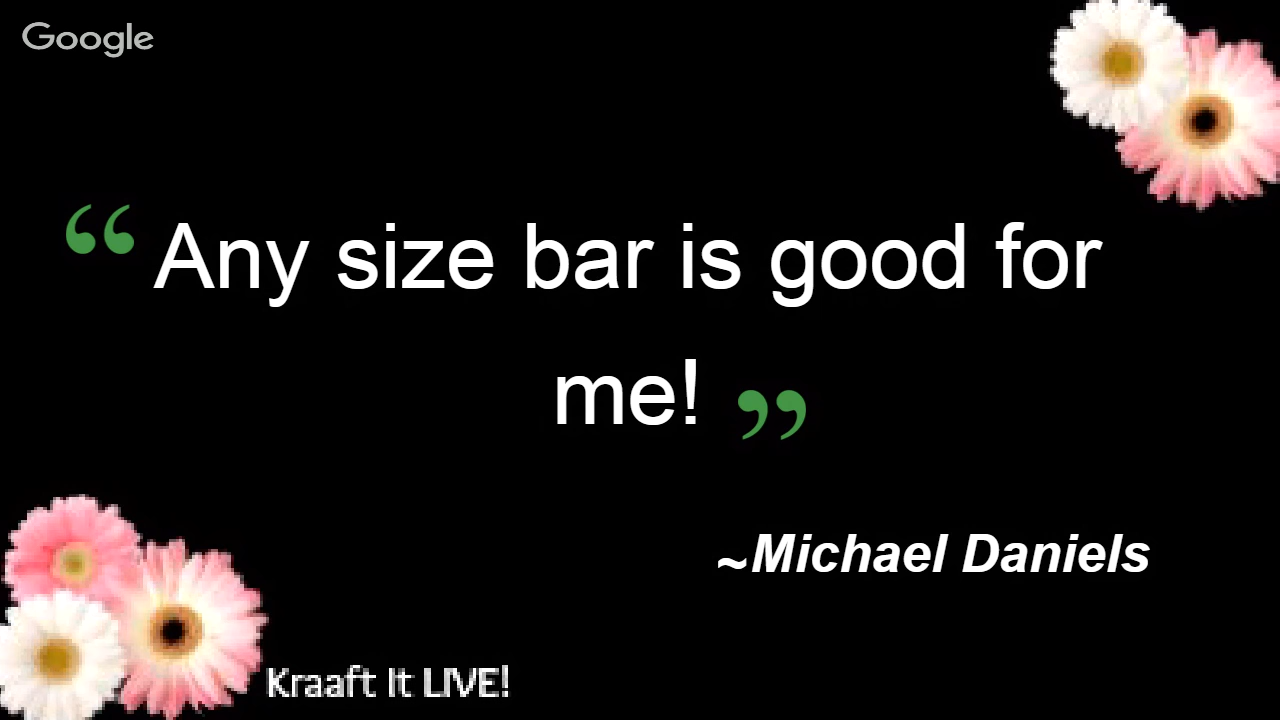 Google
“Any size bar is good for
me!”
~Michael Daniels
Kraaft It LIVE!